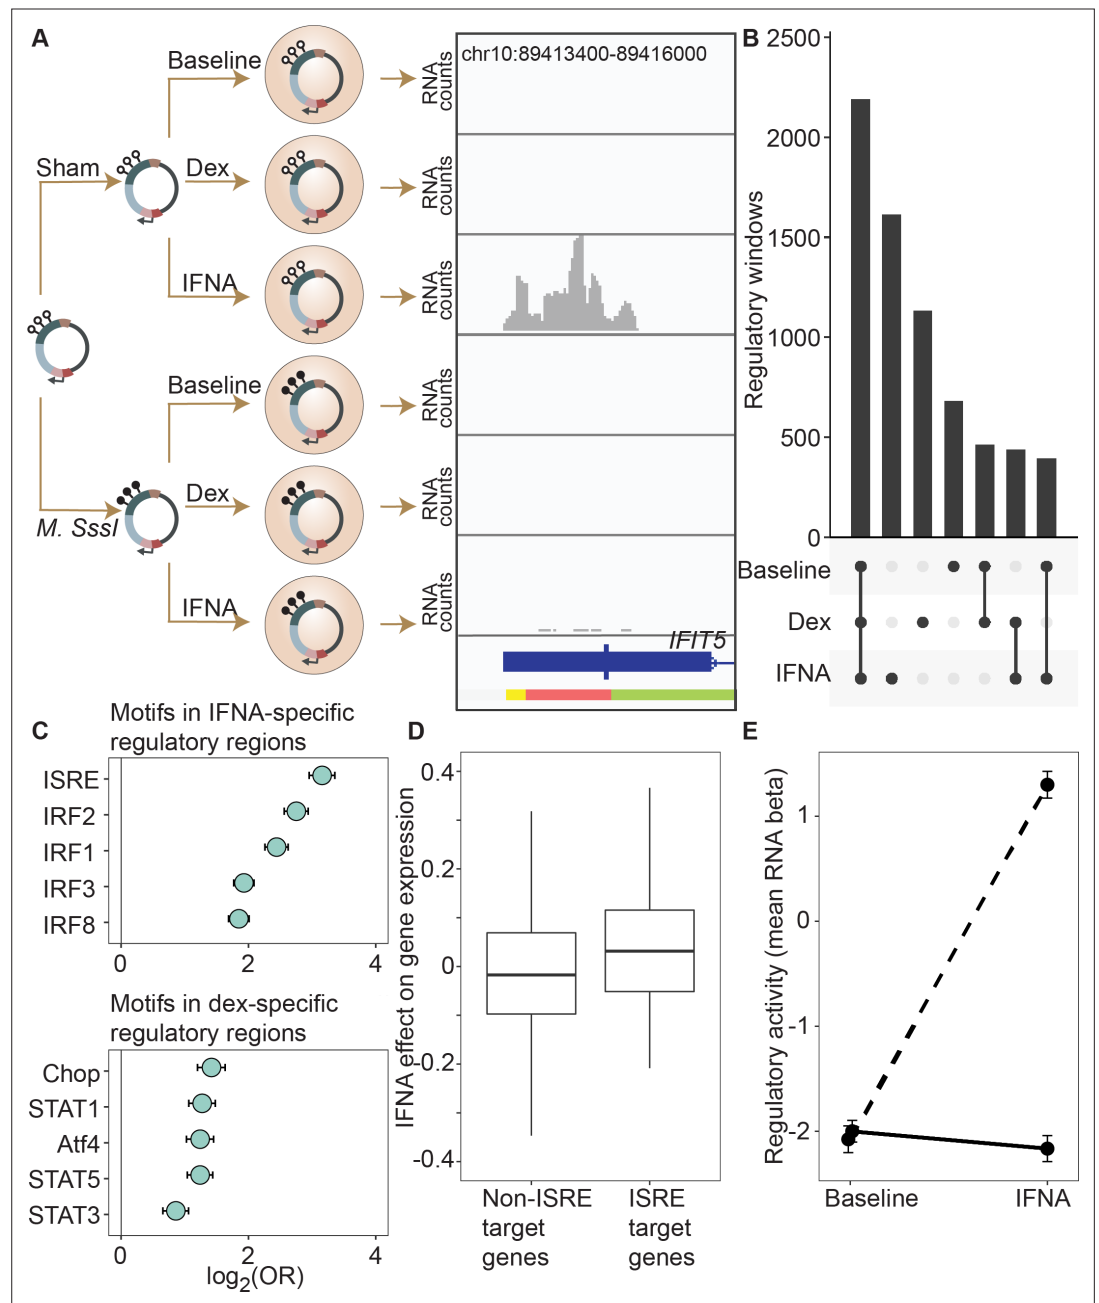 A
Baseline
Sham
Dex
IFNA
Baseline
M. SssI
Dex
IFNA
RNA
counts
RNA
counts
RNA
counts
RNA
counts
RNA
counts
RNA
counts
chr10:89413400-89416000
IFIT5
B
Regulatory windows
2500
2000
1500
1000
500
0
Baseline
Dex
IFNA
C
Motifs in IFNA-specific
regulatory regions
ISRE
IRF2
IRF1
IRF3
IRF8
0 2 4
Motifs in dex-specific
regulatory regions
Chop
STAT1
Atf4
STAT5
STAT3
0 2 4
log2(OR)
D
IFNA effect on gene expression
0.4
0.2
0
-0.2
-0.4
Non-ISRE
target
genes
ISRE
target
genes
E
Regulatory activity (mean RNA beta)
1
0
-1
-2
Baseline
IFNA